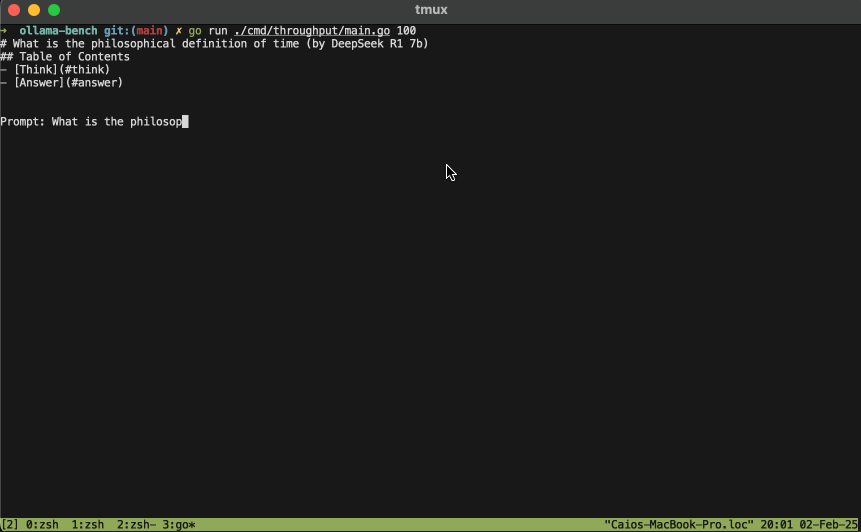 tmux
→ ollama-bench git:(main) ✗ go run ./cmd/throughput/main.go 100
# What is the philosophical definition of time (by DeepSeek R1 7b)
## Table of Contents
- [Think](#think)
- [Answer](#answer)
Prompt: What is the philosop
[2] 0:zsh 1:zsh 2:zsh- 3:go* "Caios-MacBook-Pro.loc" 20:01 02-Feb-25